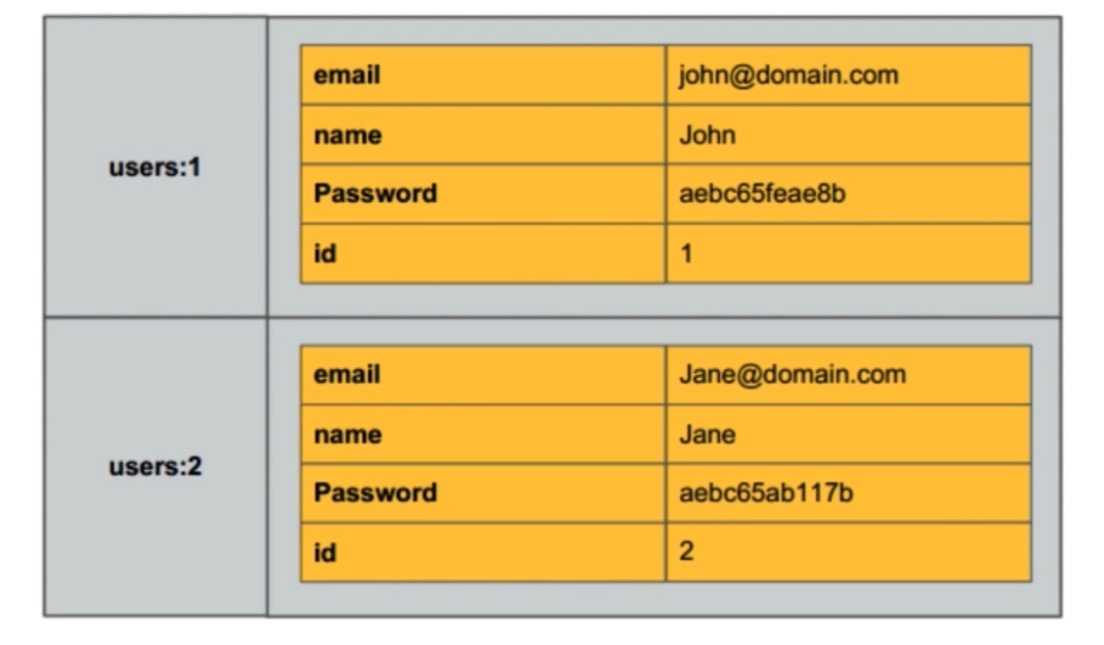 users:1
email john@domain.com
name John
Password aebc65feae8b
id 1
users:2
email Jane@domain.com
name Jane
Password aebc65ab117b
id 2